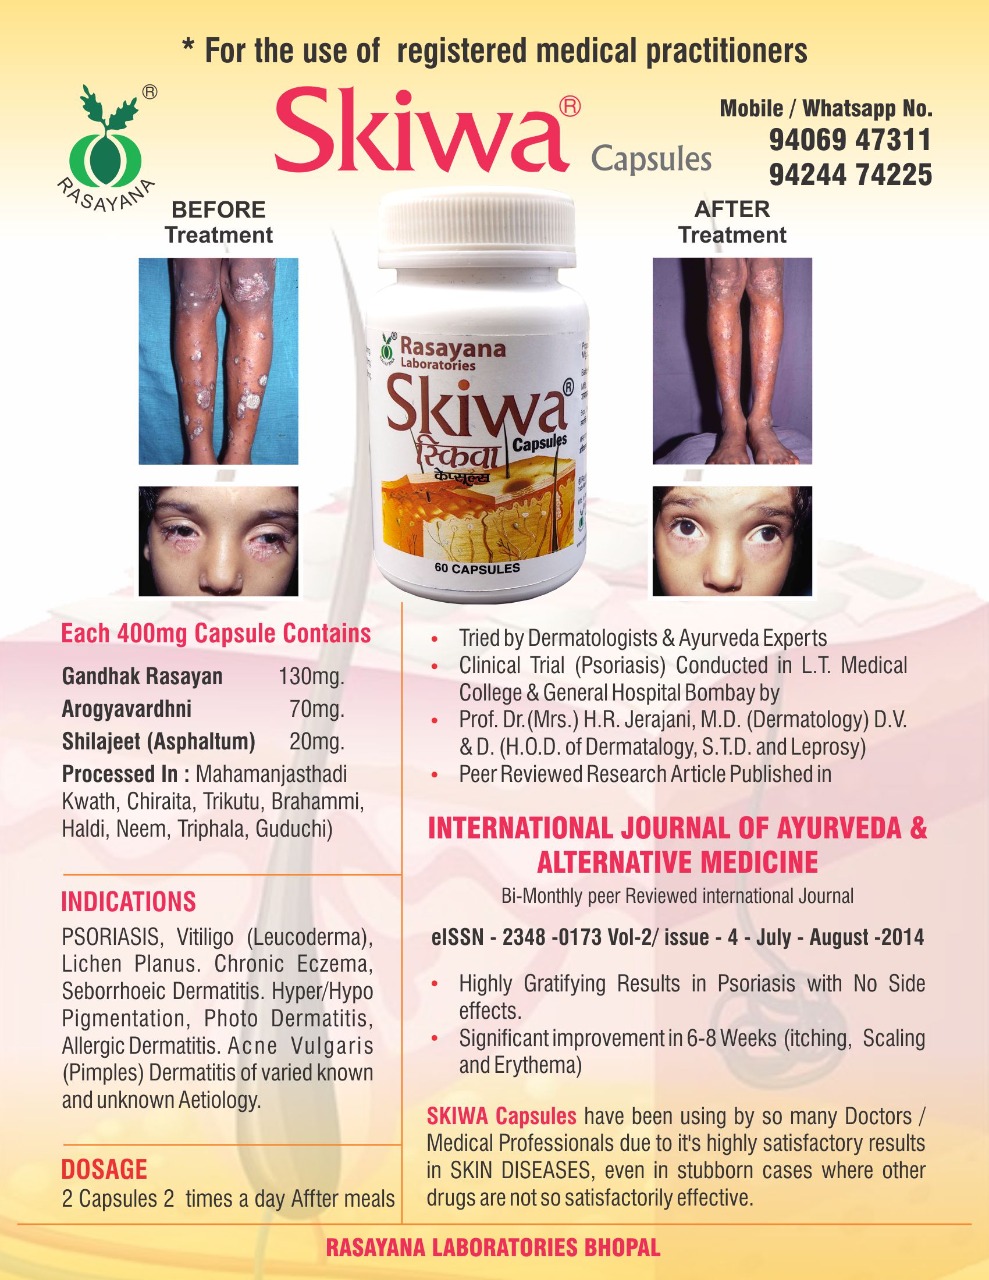 * For the use of registered medical practitioners
RASAYANA
®
Skiwa® Capsules
Mobile / Whatsapp No.
94069 47311
94244 74225
BEFORE
Treatment
AFTER
Treatment
®
Rasayana
Laboratories
Skiwa®
Capsules
स्किवा
केप्सूल्स
60 CAPSULES
Each 400mg Capsule Contains
Gandhak Rasayan 130mg.
Arogyavardhni 70mg.
Shilajeet (Asphaltum) 20mg.
Processed In : Mahamanjasthadi
Kwath, Chiraita, Trikutu, Brahammi,
Haldi, Neem, Triphala, Guduchi)
INDICATIONS
PSORIASIS, Vitiligo (Leucoderma),
Lichen Planus. Chronic Eczema,
Seborrhoeic Dermatitis. Hyper/Hypo
Pigmentation, Photo Dermatitis,
Allergic Dermatitis. Acne Vulgaris
(Pimples) Dermatitis of varied known
and unknown Aetiology.
DOSAGE
2 Capsules 2 times a day Affter meals
• Tried by Dermatologists & Ayurveda Experts
• Clinical Trial (Psoriasis) Conducted in L.T. Medical
College & General Hospital Bombay by
• Prof. Dr.(Mrs.) H.R. Jerajani, M.D. (Dermatology) D.V.
& D. (H.O.D. of Dermatalogy, S.T.D. and Leprosy)
• Peer Reviewed Research Article Published in
INTERNATIONAL JOURNAL OF AYURVEDA &
ALTERNATIVE MEDICINE
Bi-Monthly peer Reviewed international Journal
eISSN - 2348 -0173 Vol-2/ issue - 4 - July - August -2014
• Highly Gratifying Results in Psoriasis with No Side
effects.
• Significant improvement in 6-8 Weeks (itching, Scaling
and Erythema)
SKIWA Capsules have been using by so many Doctors /
Medical Professionals due to it's highly satisfactory results
in SKIN DISEASES, even in stubborn cases where other
drugs are not so satisfactorily effective.
RASAYANA LABORATORIES BHOPAL